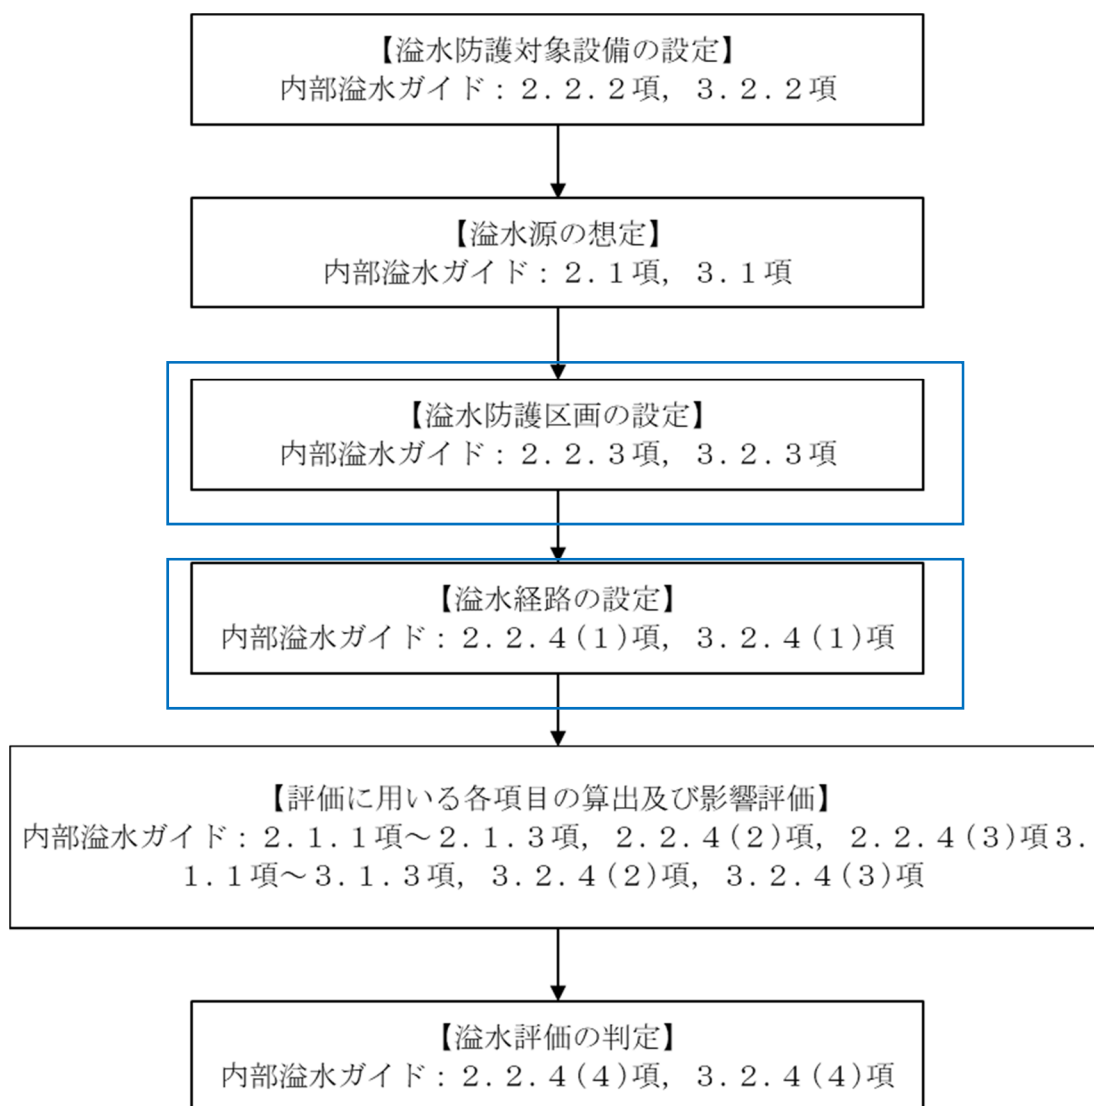 【溢水防護対象設備の設定】
内部溢水ガイド：２．２．２項，３．２．２項
【溢水源の想定】
内部溢水ガイド：２．１項，３．１項
【溢水防護区画の設定】
内部溢水ガイド：２．２．３項，３．２．３項
【溢水経路の設定】
内部溢水ガイド：２．２．４(１)項，３．２．４(１)項
【評価に用いる各項目の算出及び影響評価】
内部溢水ガイド：２．１．１項～２．１．３項，２．２．４(２)項，２．２．４(３)項３．
１．１項～３．１．３項，３．２．４(２)項，３．２．４(３)項
【溢水評価の判定】
内部溢水ガイド：２．２．４(４)項，３．２．４(４)項